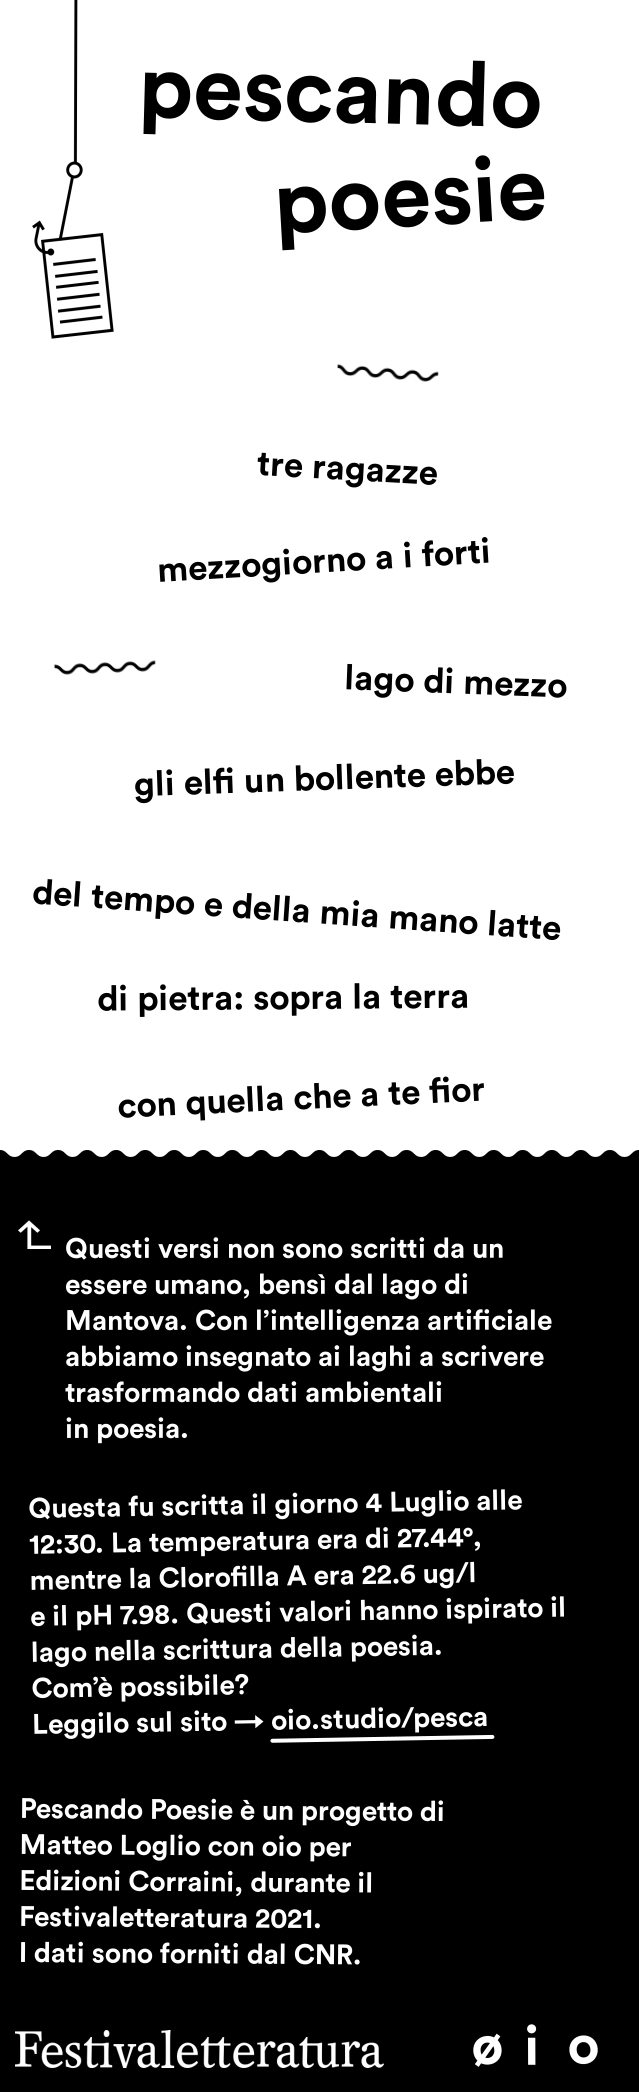 pescando
poesie
tre ragazze
mezzogiorno a i forti
lago di mezzo
gli elfi un bollente ebbe
del tempo e della mia mano latte
di pietra: sopra la terra
con quella che a te fior
Questi versi non sono scritti da un
essere umano, bensì dal lago di
Mantova. Con l’intelligenza artificiale
abbiamo insegnato ai laghi a scrivere
trasformando dati ambientali
in poesia.
Questa fu scritta il giorno 4 Luglio alle
12:30. La temperatura era di 27.44°,
mentre la Clorofilla A era 22.6 ug/l
e il pH 7.98. Questi valori hanno ispirato il
lago nella scrittura della poesia.
Com’è possibile?
Leggilo sul sito → oio.studio/pesca
Pescando Poesie è un progetto di
Matteo Loglio con oio per
Edizioni Corraini, durante il
Festivaletteratura 2021.
I dati sono forniti dal CNR.
Festivaletteratura
ø i o